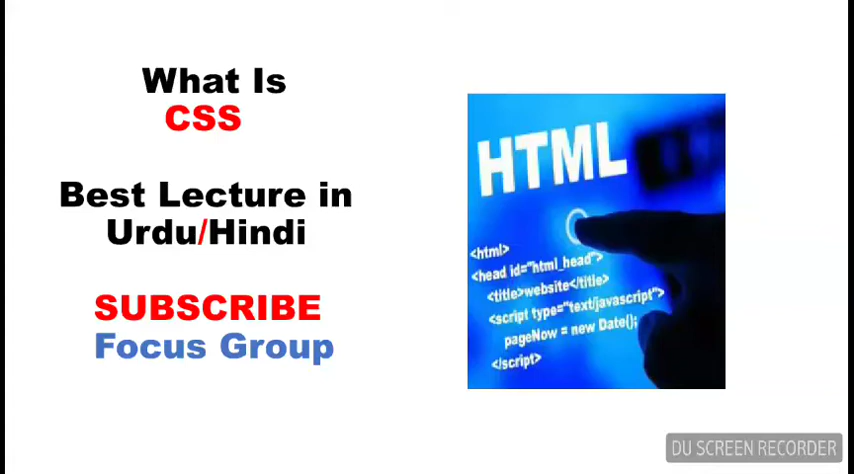 What Is
CSS
Best Lecture in
Urdu/Hindi
SUBSCRIBE
Focus Group
HTML
<html>
<head id="html_head">
<title>website</title>
<script type="text/javascript">
pageNow = new Date();
</script>
DU SCREEN RECORDER